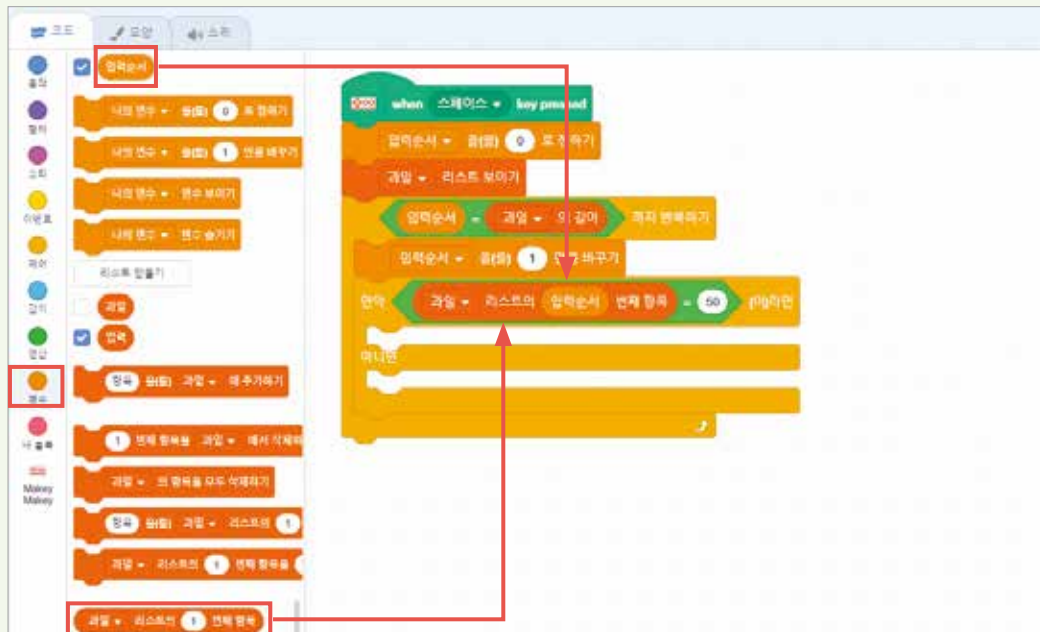 코드
모양
소리
동작
형태
소리
이벤트
제어
감지
연산
변수
내 블록
Makey
Makey
입력순서
나의 변수 을(를) 0 로 정하기
나의 변수 을(를) 1 만큼 바꾸기
나의 변수 변수 보이기
나의 변수 변수 숨기기
리스트 만들기
과일
입력
항목 을(를) 과일 에 추가하기
1 번째 항목을 과일 에서 삭제하
과일 의 항목을 모두 삭제하기
항목 을(를) 과일 리스트의 1
과일 리스트의 1 번째 항목을
과일 리스트의 1 번째 항목
when 스페이스 key pressed
입력순서 을(를) 0 로 정하기
과일 리스트 보이기
입력순서 = 과일 의 길이 까지 반복하기
입력순서 을(를) 1 만큼 바꾸기
만약 과일 리스트의 입력순서 번째 항목 = 50 (이)라면
아니면